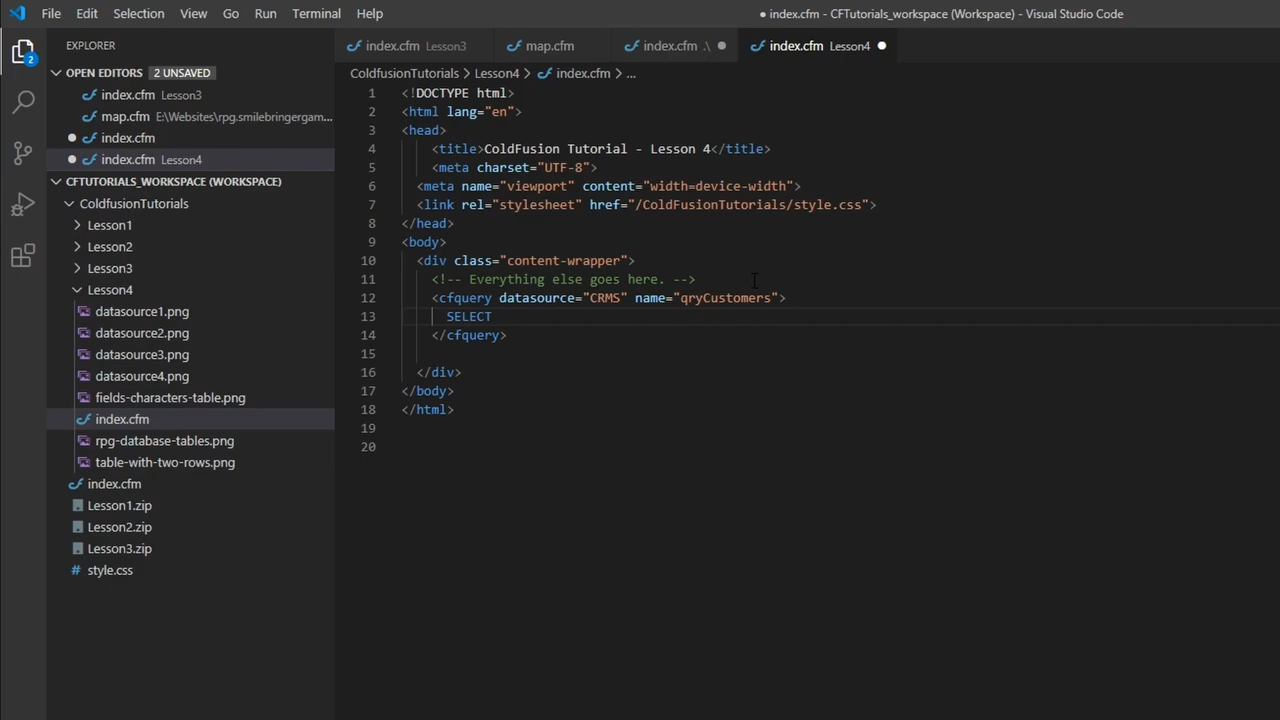 File Edit Selection View Go Run Terminal Help
● index.cfm - CFTutorials_workspace (Workspace) - Visual Studio Code
EXPLORER
OPEN EDITORS 2 UNSAVED
index.cfm Lesson3
map.cfm E:\Websites\rpg.smilebringergam...
index.cfm
index.cfm Lesson4
CFTUTORIALS_WORKSPACE (WORKSPACE)
ColdfusionTutorials
Lesson1
Lesson2
Lesson3
Lesson4
datasource1.png
datasource2.png
datasource3.png
datasource4.png
fields-characters-table.png
index.cfm
rpg-database-tables.png
table-with-two-rows.png
index.cfm
Lesson1.zip
Lesson2.zip
Lesson3.zip
style.css
2
index.cfm Lesson3 map.cfm index.cfm .\ index.cfm Lesson4
ColdfusionTutorials > Lesson4 > index.cfm > ...
1 <!DOCTYPE html>
2 <html lang="en">
3 <head>
4 <title>ColdFusion Tutorial - Lesson 4</title>
5 <meta charset="UTF-8">
6 <meta name="viewport" content="width=device-width">
7 <link rel="stylesheet" href="/ColdFusionTutorials/style.css">
8 </head>
9 <body>
10 <div class="content-wrapper">
11 <!-- Everything else goes here. -->
12 <cfquery datasource="CRMS" name="qryCustomers">
13 SELECT
14 </cfquery>
15
16 </div>
17 </body>
18 </html>
19
20